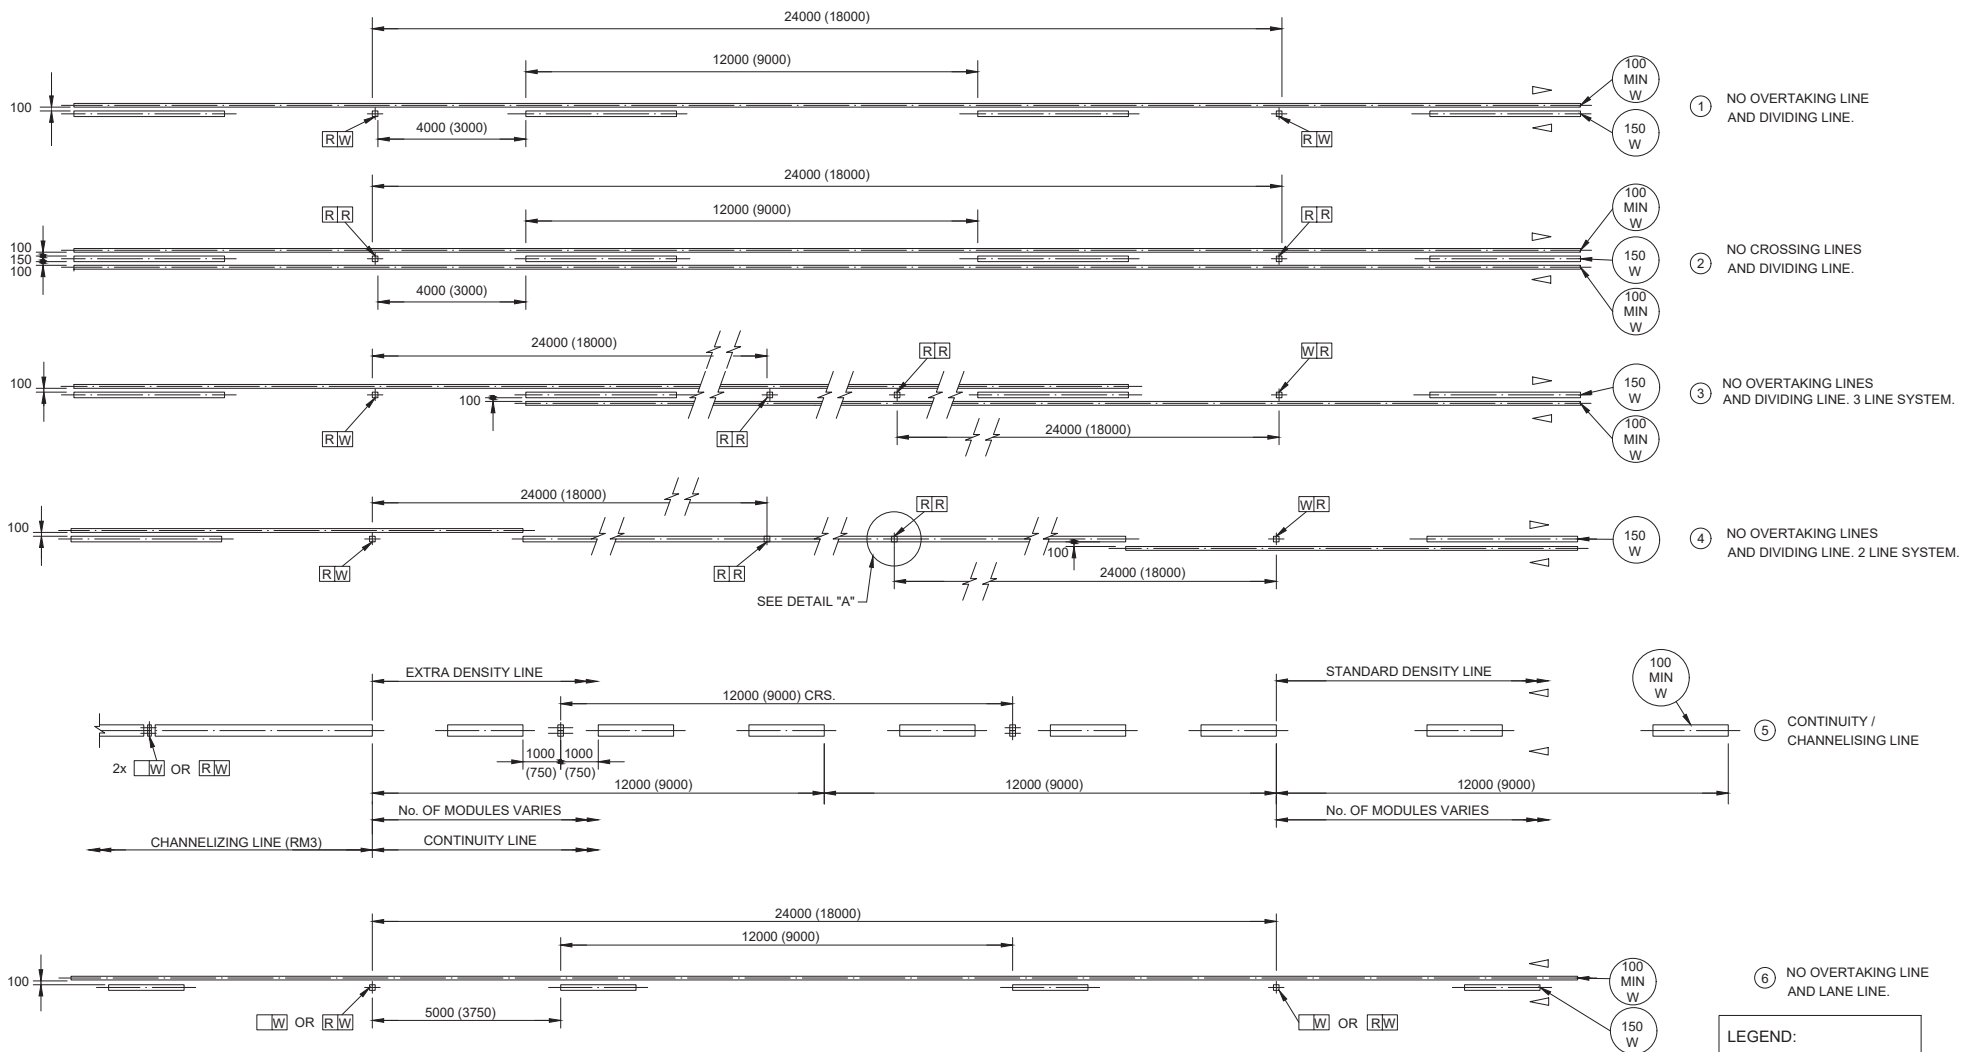 24000 (18000)
12000 (9000)
100
4000 (3000)
RW
RW
100
MIN
W
150
W
1 NO OVERTAKING LINE
AND DIVIDING LINE.
24000 (18000)
RR
12000 (9000)
RR
100
150
100
4000 (3000)
100
MIN
W
150
W
100
MIN
W
2 NO CROSSING LINES
AND DIVIDING LINE.
24000 (18000)
RR
WR
100
100
RW
RR
24000 (18000)
150
W
100
MIN
W
3 NO OVERTAKING LINES
AND DIVIDING LINE. 3 LINE SYSTEM.
24000 (18000)
RR
WR
100
100
RW
RR
24000 (18000)
SEE DETAIL "A"
150
W
4 NO OVERTAKING LINES
AND DIVIDING LINE. 2 LINE SYSTEM.
EXTRA DENSITY LINE
12000 (9000) CRS.
STANDARD DENSITY LINE
100
MIN
W
5 CONTINUITY /
CHANNELISING LINE
2x W OR RW
1000 1000
(750) (750)
12000 (9000)
12000 (9000)
12000 (9000)
No. OF MODULES VARIES
No. OF MODULES VARIES
CHANNELIZING LINE (RM3)
CONTINUITY LINE
24000 (18000)
12000 (9000)
100
W OR RW
5000 (3750)
W OR RW
100
MIN
W
150
W
6 NO OVERTAKING LINE
AND LANE LINE.
LEGEND: